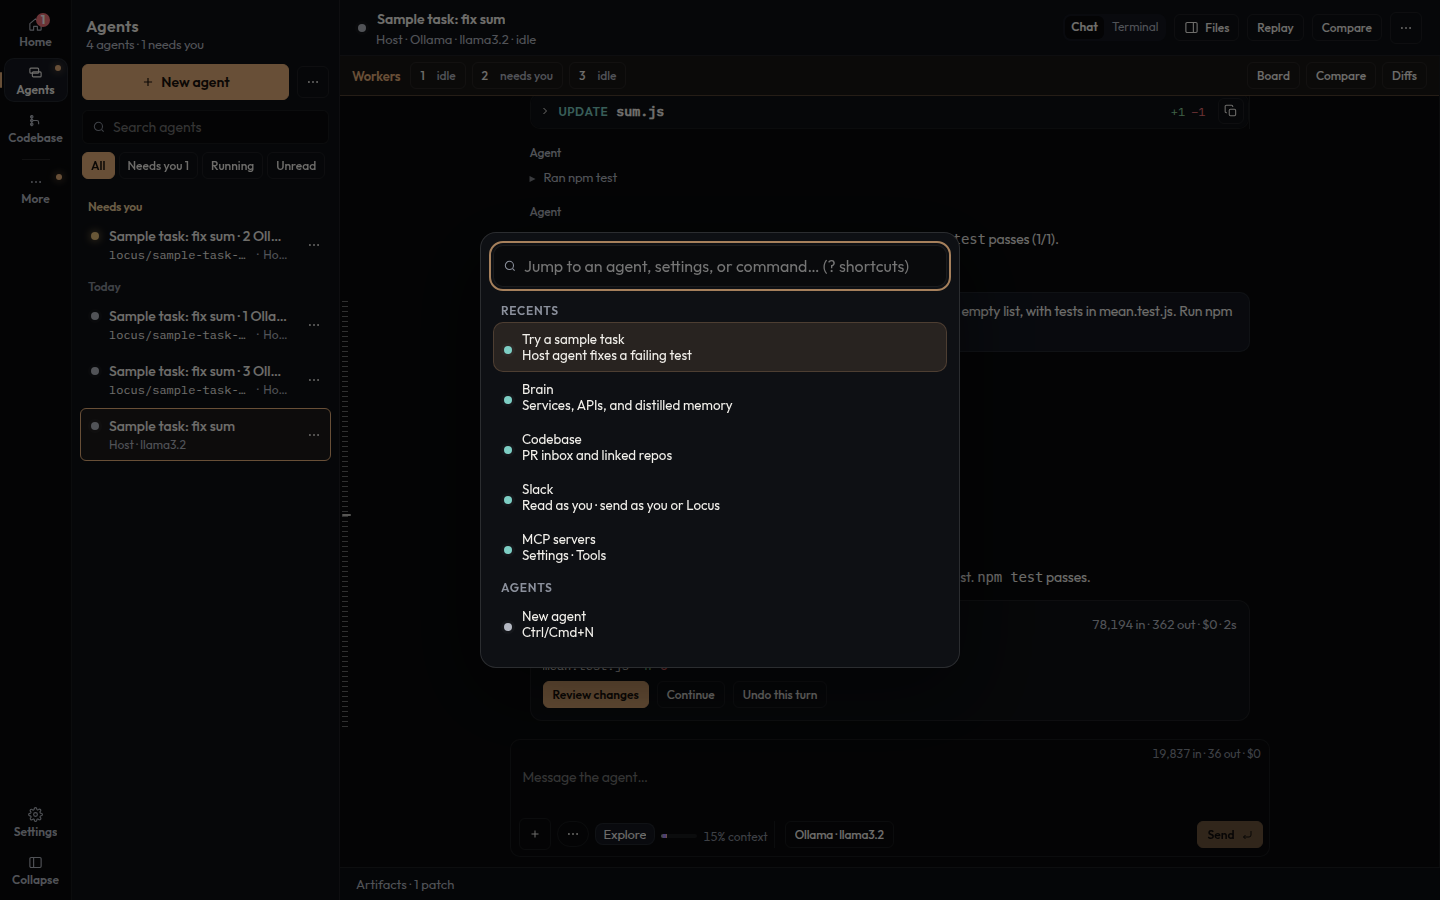 1
Home
Agents
Codebase
More
Settings
Collapse
Agents
4 agents · 1 needs you
+ New agent
Search agents
All
Needs you 1
Running
Unread
Needs you
Sample task: fix sum · 2 Oll...
locus/sample-task-… · Ho...
Today
Sample task: fix sum · 1 Olla...
locus/sample-task-… · Ho...
Sample task: fix sum · 3 Oll...
locus/sample-task-… · Ho...
Sample task: fix sum
Host · llama3.2
Sample task: fix sum
Host · Ollama · llama3.2 · idle
Chat
Terminal
Files
Replay
Compare
Workers
1 idle
2 needs you
3 idle
Board
Compare
Diffs
UPDATE sum.js
+1 −1
Agent
Ran npm test
Agent
test passes (1/1).
empty list, with tests in mean.test.js. Run npm
Jump to an agent, settings, or command... (? shortcuts)
RECENTS
Try a sample task
Host agent fixes a failing test
Brain
Services, APIs, and distilled memory
Codebase
PR inbox and linked repos
Slack
Read as you · send as you or Locus
MCP servers
Settings · Tools
AGENTS
New agent
Ctrl/Cmd+N
st. npm test passes.
78,194 in · 362 out · $0 · 2s
Review changes
Continue
Undo this turn
19,837 in · 36 out · $0
Message the agent...
+
Explore
15% context
Ollama · llama3.2
Send
Artifacts · 1 patch